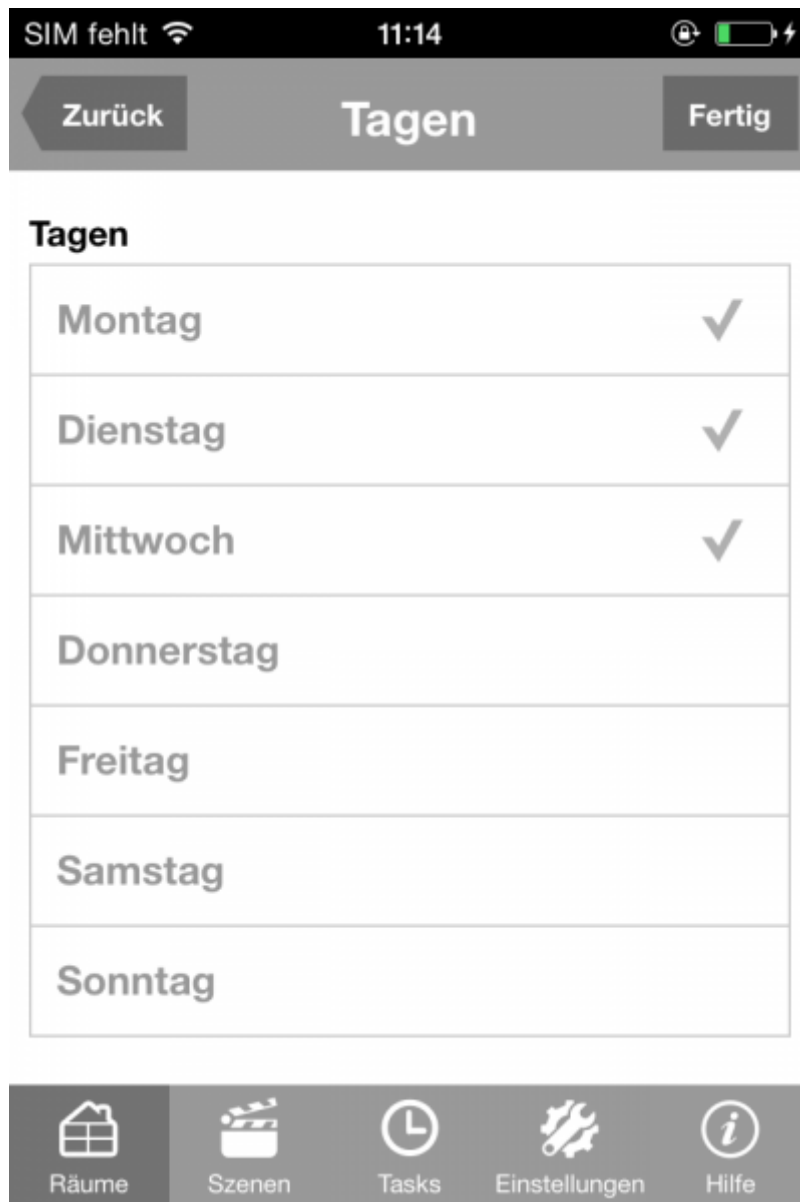 SIM fehlt 11:14
Zurück Tagen Fertig
Tagen
Montag
Dienstag
Mittwoch
Donnerstag
Freitag
Samstag
Sonntag
Räume Szenen Tasks Einstellungen Hilfe